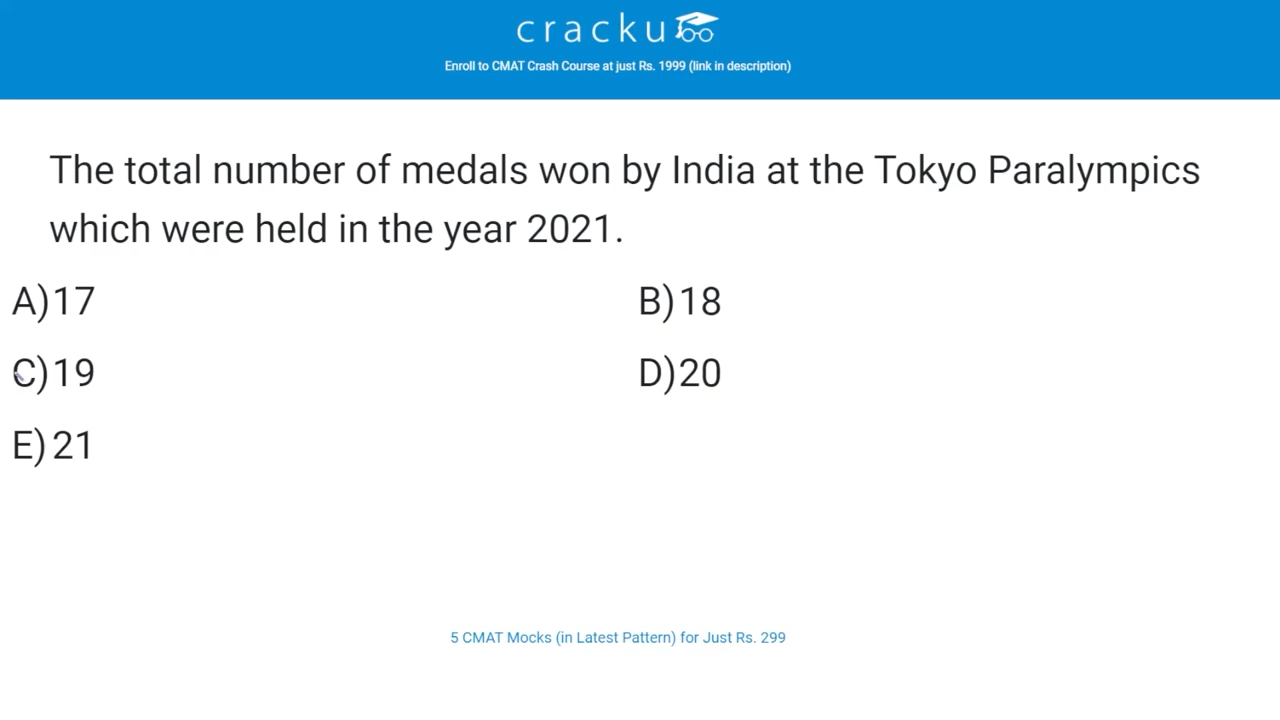 cracku
Enroll to CMAT Crash Course at just Rs. 1999 (link in description)
The total number of medals won by India at the Tokyo Paralympics
which were held in the year 2021.
A) 17
B) 18
C) 19
D) 20
E) 21
5 CMAT Mocks (in Latest Pattern) for Just Rs. 299